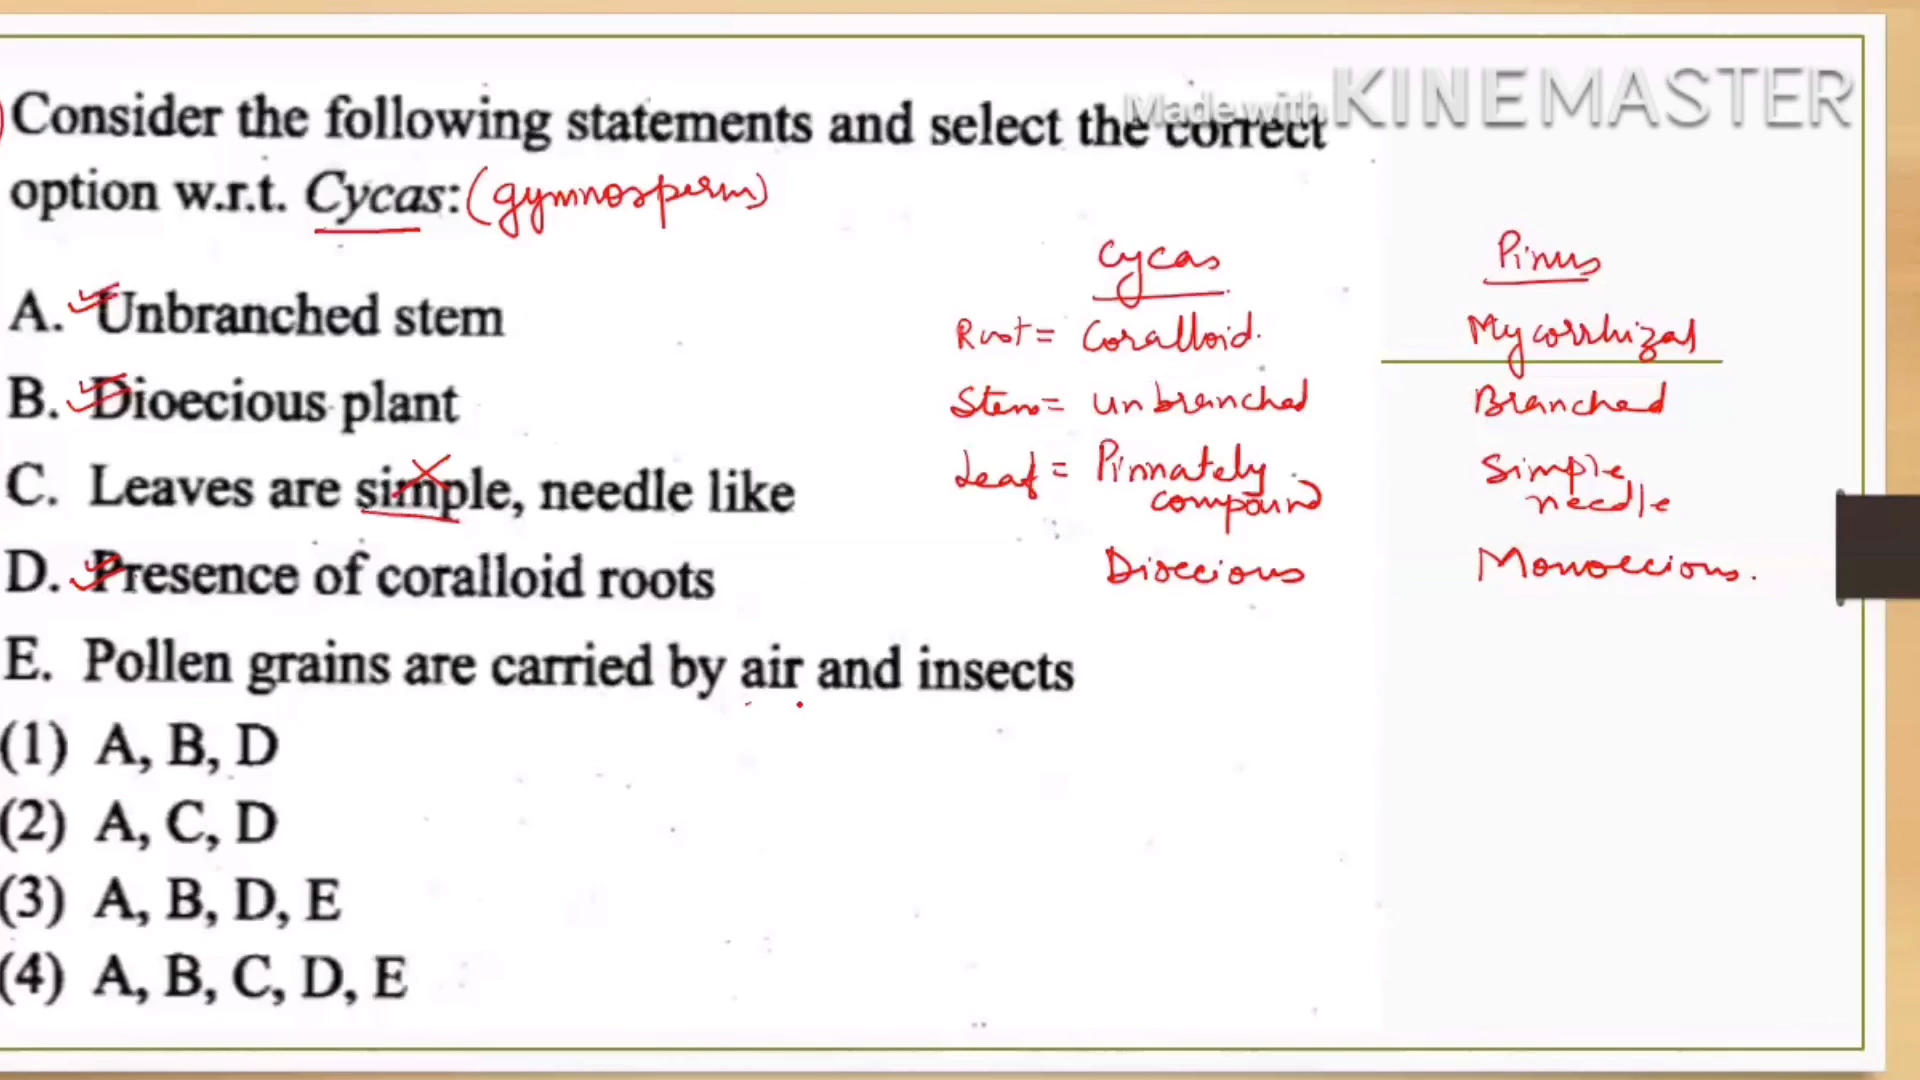 Made with KINEMASTER
Consider the following statements and select the correct
option w.r.t. Cycas: (gymnosperm)
Cycas Pinus
A. Unbranched stem
Root = Coralloid. Mycorrhizal
B. Dioecious plant
Stem = unbranched Branched
C. Leaves are simple, needle like
Leaf = Pinnately compound Simple needle
D. Presence of coralloid roots
Dioecious Monoecious.
E. Pollen grains are carried by air and insects
(1) A, B, D
(2) A, C, D
(3) A, B, D, E
(4) A, B, C, D, E